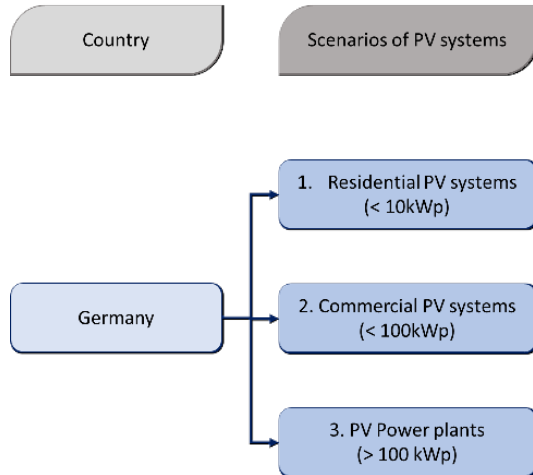 Country
Scenarios of PV systems
1. Residential PV systems
(< 10kWp)
Germany
2. Commercial PV systems
(< 100kWp)
3. PV Power plants
(> 100 kWp)